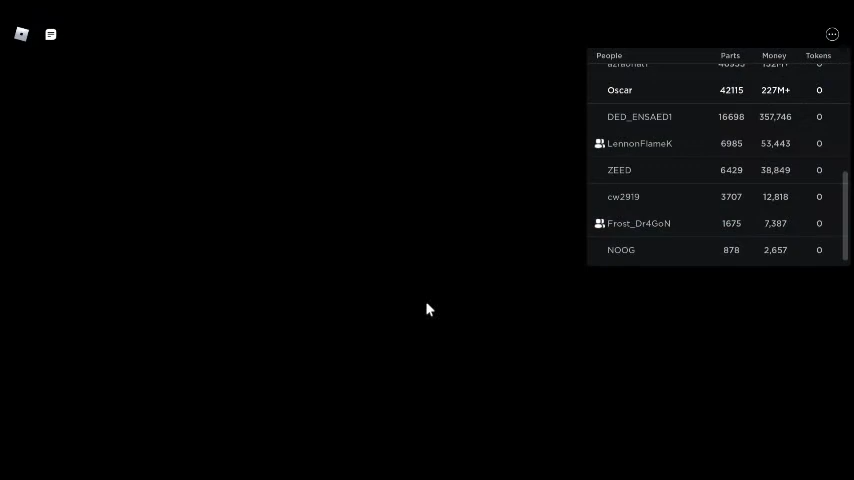 People Parts Money Tokens
Oscar 42115 227M+ 0
DED_ENSAED1 16698 357,746 0
LennonFlameK 6985 53,443 0
ZEED 6429 38,849 0
cw2919 3707 12,818 0
Frost_Dr4GoN 1675 7,387 0
NOOG 878 2,657 0